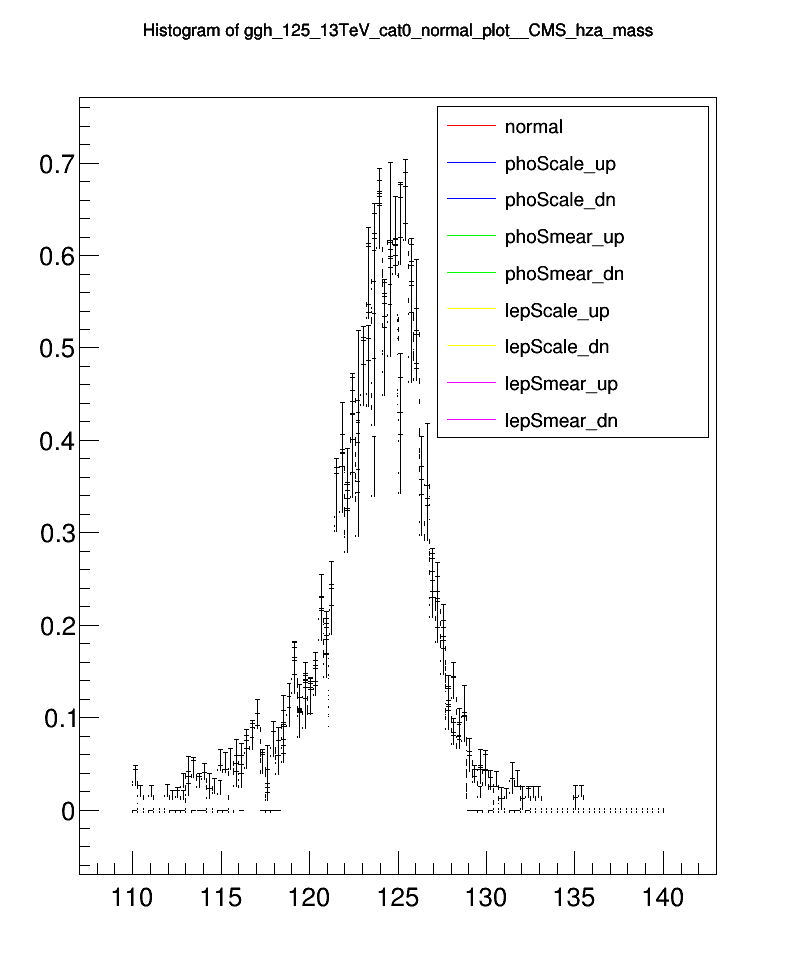 Histogram of ggh_125_13TeV_cat0_normal_plot__CMS_hza_mass
normal
phoScale_up
phoScale_dn
phoSmear_up
phoSmear_dn
lepScale_up
lepScale_dn
lepSmear_up
lepSmear_dn
0.7
0.6
0.5
0.4
0.3
0.2
0.1
0
110 115 120 125 130 135 140